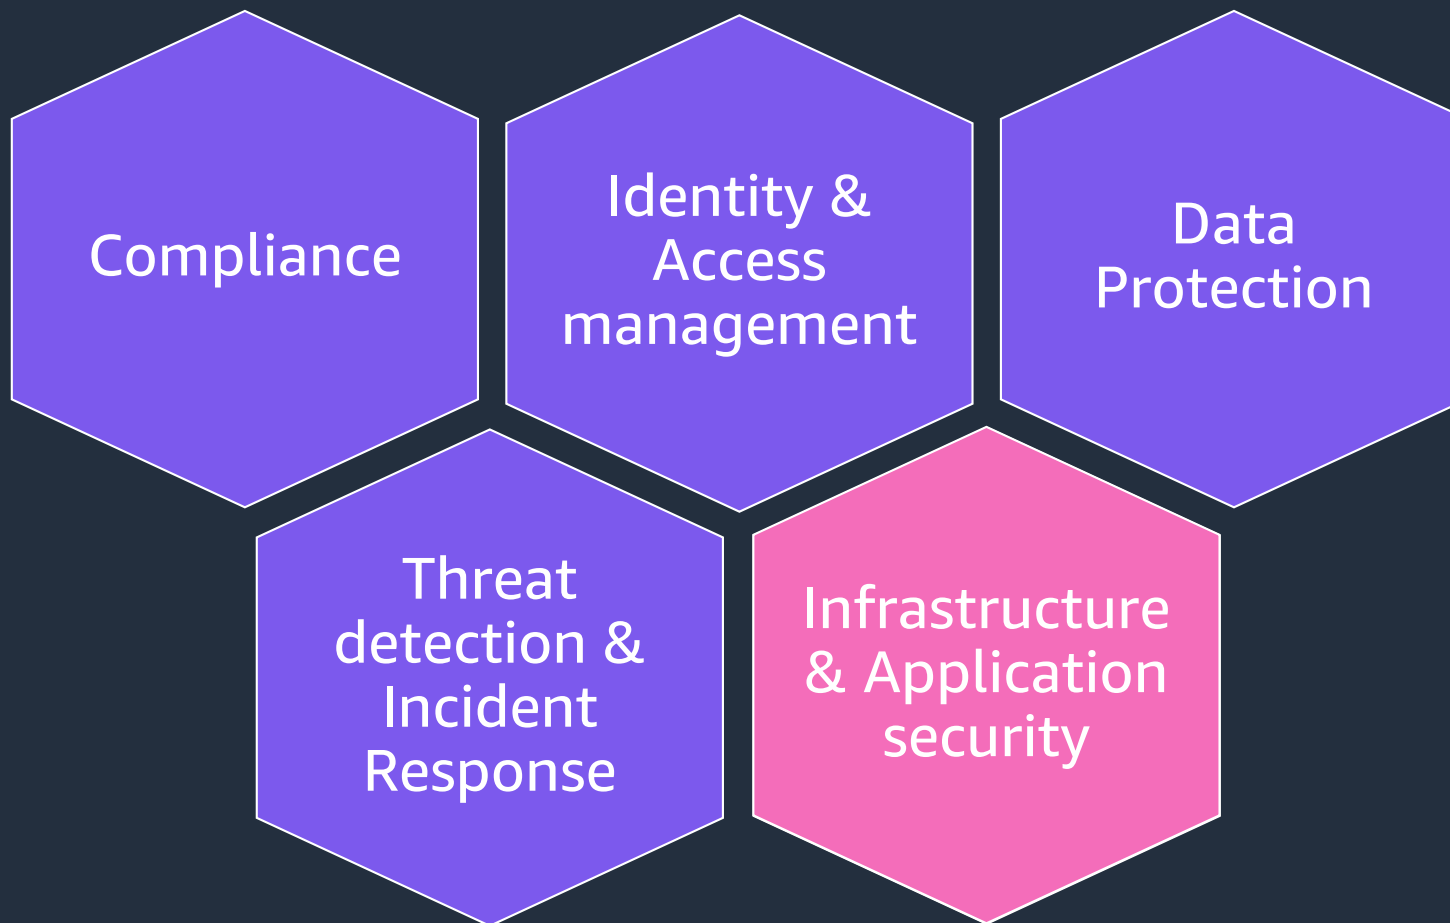 Compliance
Identity &
Access
management
Data
Protection
Threat
detection &
Incident
Response
Infrastructure
& Application
security